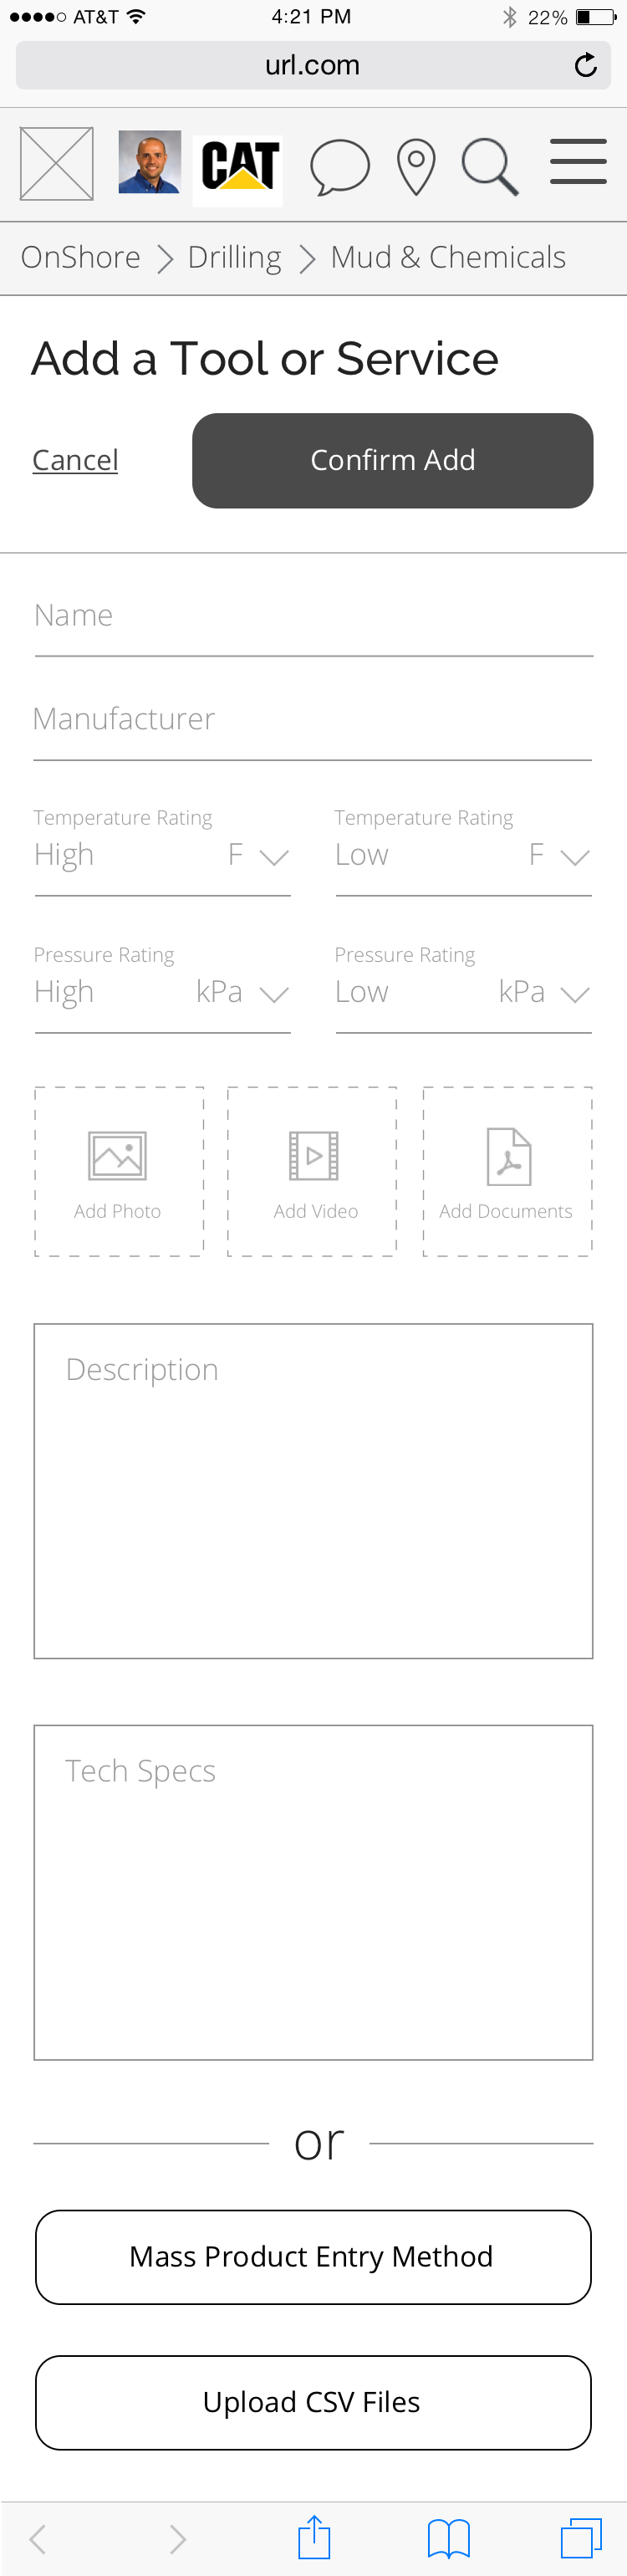 AT&T 4:21 PM 22%
url.com
CAT
OnShore Drilling Mud & Chemicals
Add a Tool or Service
Cancel Confirm Add
Name
Manufacturer
Temperature Rating Temperature Rating
High F Low F
Pressure Rating Pressure Rating
High kPa Low kPa
Add Photo Add Video Add Documents
Description
Tech Specs
or
Mass Product Entry Method
Upload CSV Files